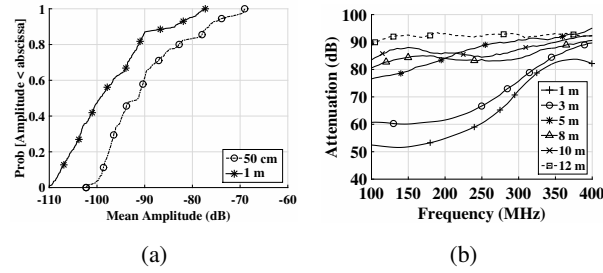 Prob [Amplitude < abscissa]
1
0.8
0.6
0.4
0.2
0
-110 -100 -90 -80 -70 -60
Mean Amplitude (dB)
50 cm
1 m
(a)
Attenuation (dB)
100
90
80
70
60
50
40
100 150 200 250 300 350 400
Frequency (MHz)
1 m
3 m
5 m
8 m
10 m
12 m
(b)